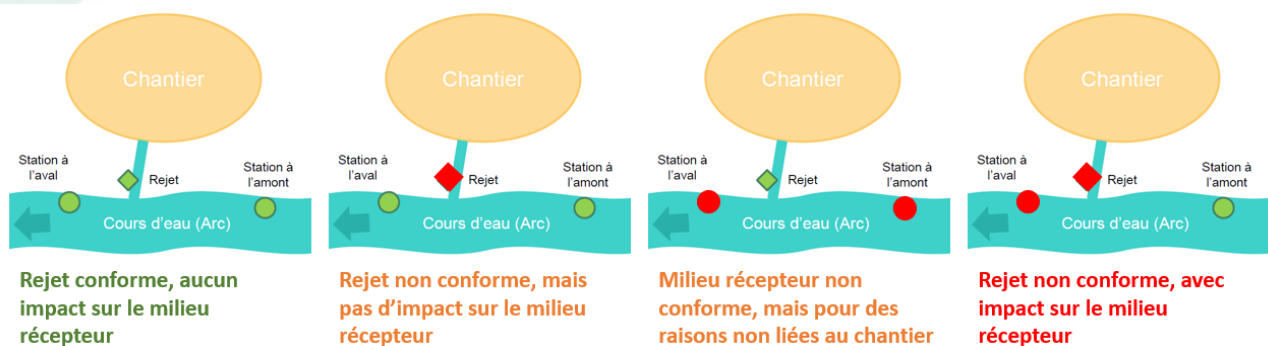 Chantier
Station à
l'aval
Rejet
Station à
l'amont
Cours d'eau (Arc)
Rejet conforme, aucun
impact sur le milieu
récepteur
Chantier
Station à
l'aval
Rejet
Station à
l'amont
Cours d'eau (Arc)
Rejet non conforme, mais
pas d'impact sur le milieu
récepteur
Chantier
Station à
l'aval
Rejet
Station à
l'amont
Cours d'eau (Arc)
Milieu récepteur non
conforme, mais pour des
raisons non liées au chantier
Chantier
Station à
l'aval
Rejet
Station à
l'amont
Cours d'eau (Arc)
Rejet non conforme, avec
impact sur le milieu
récepteur